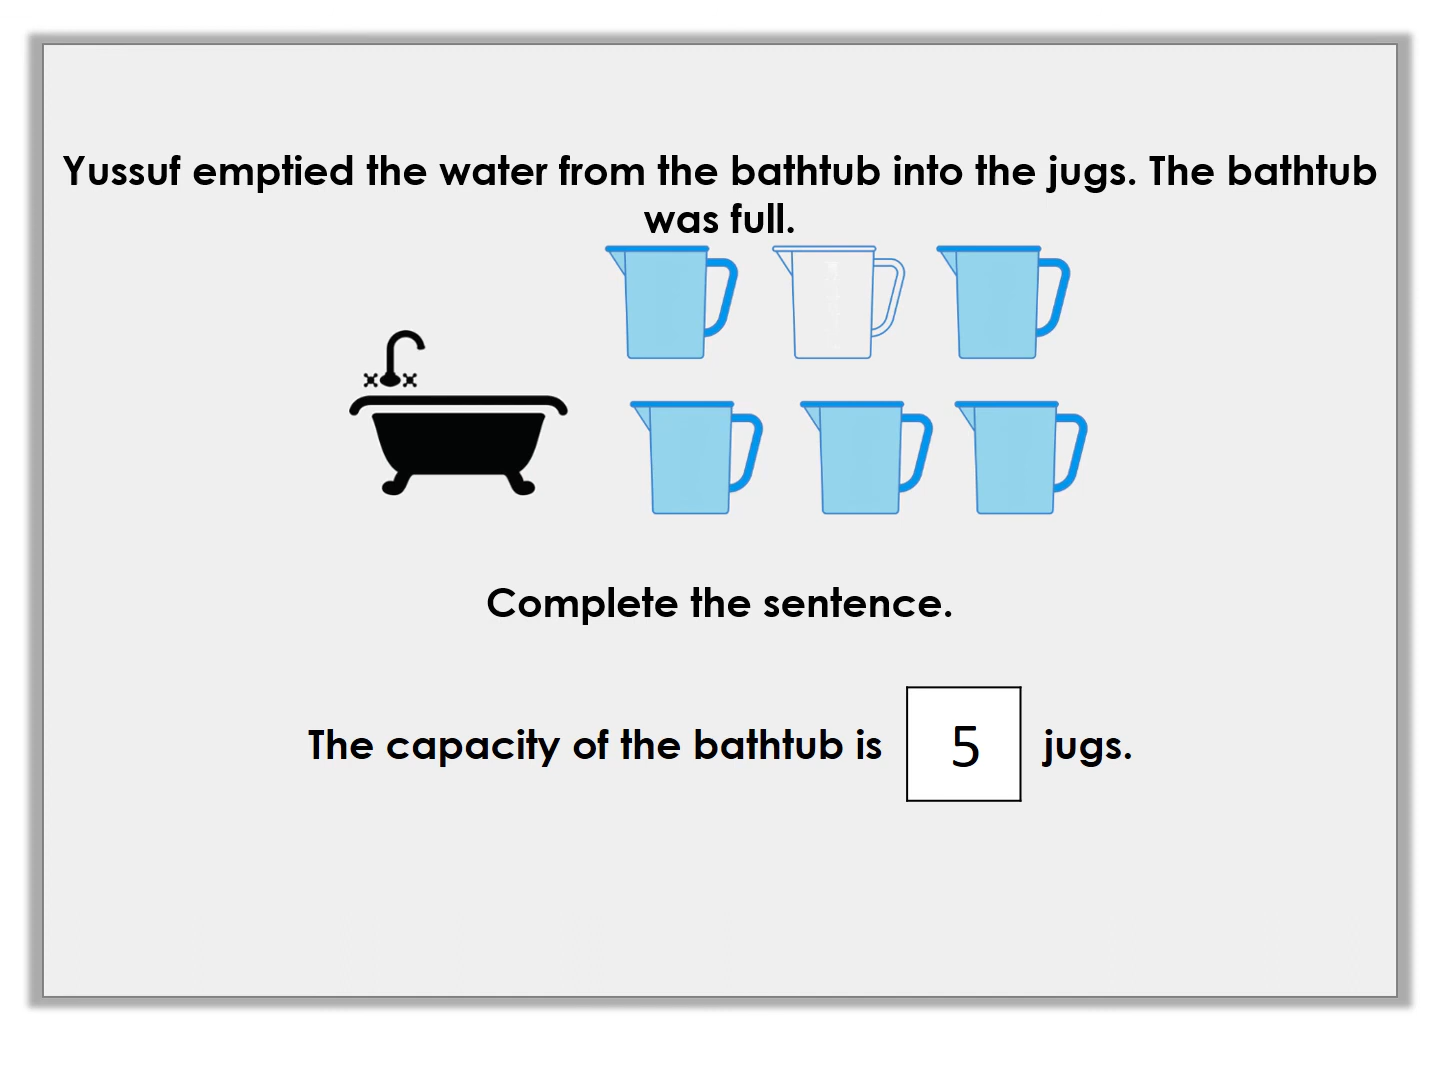 Yussuf emptied the water from the bathtub into the jugs. The bathtub
was full.
Complete the sentence.
The capacity of the bathtub is 5 jugs.